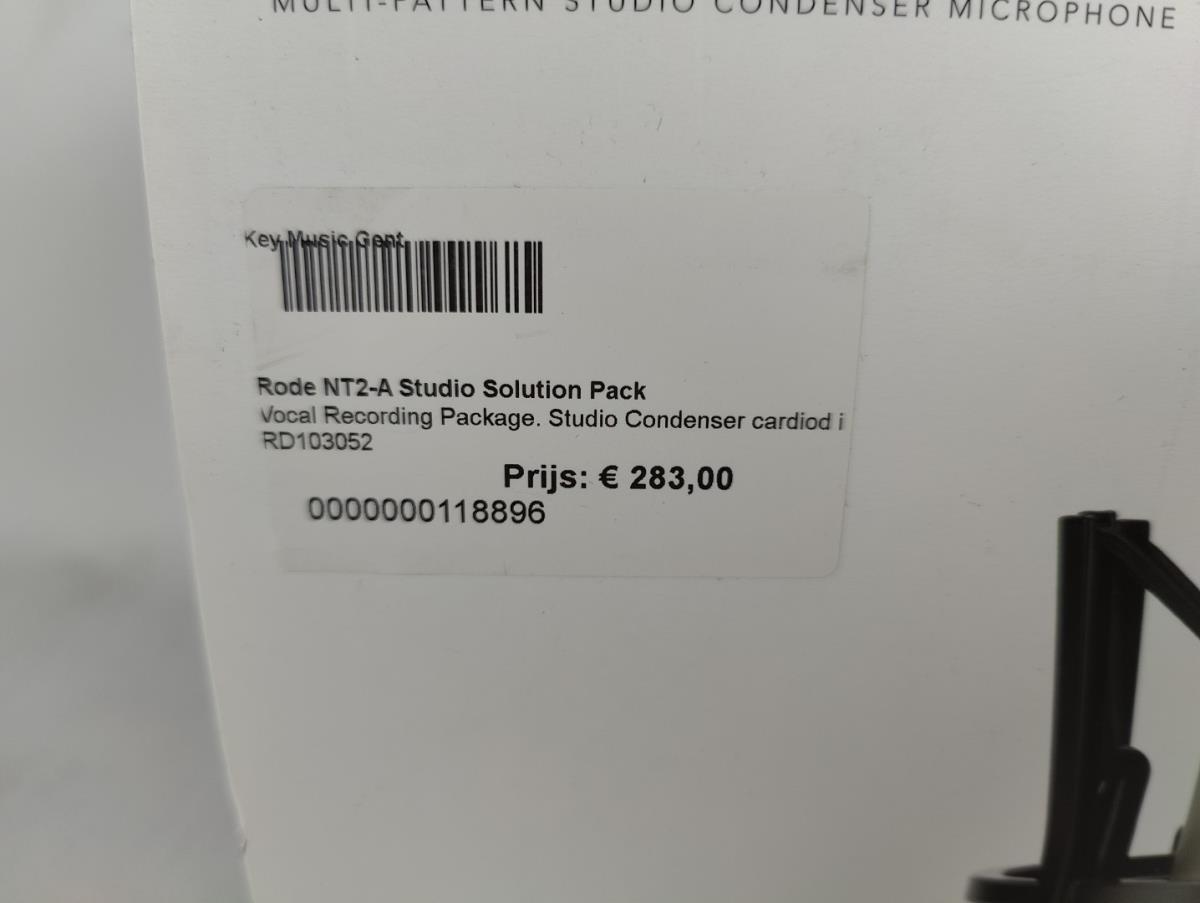 MULTI-PATTERN STUDIO CONDENSER MICROPHONE
Key Music Gent
Rode NT2-A Studio Solution Pack
Vocal Recording Package. Studio Condenser cardiod i
RD103052
Prijs: € 283,00
0000000118896